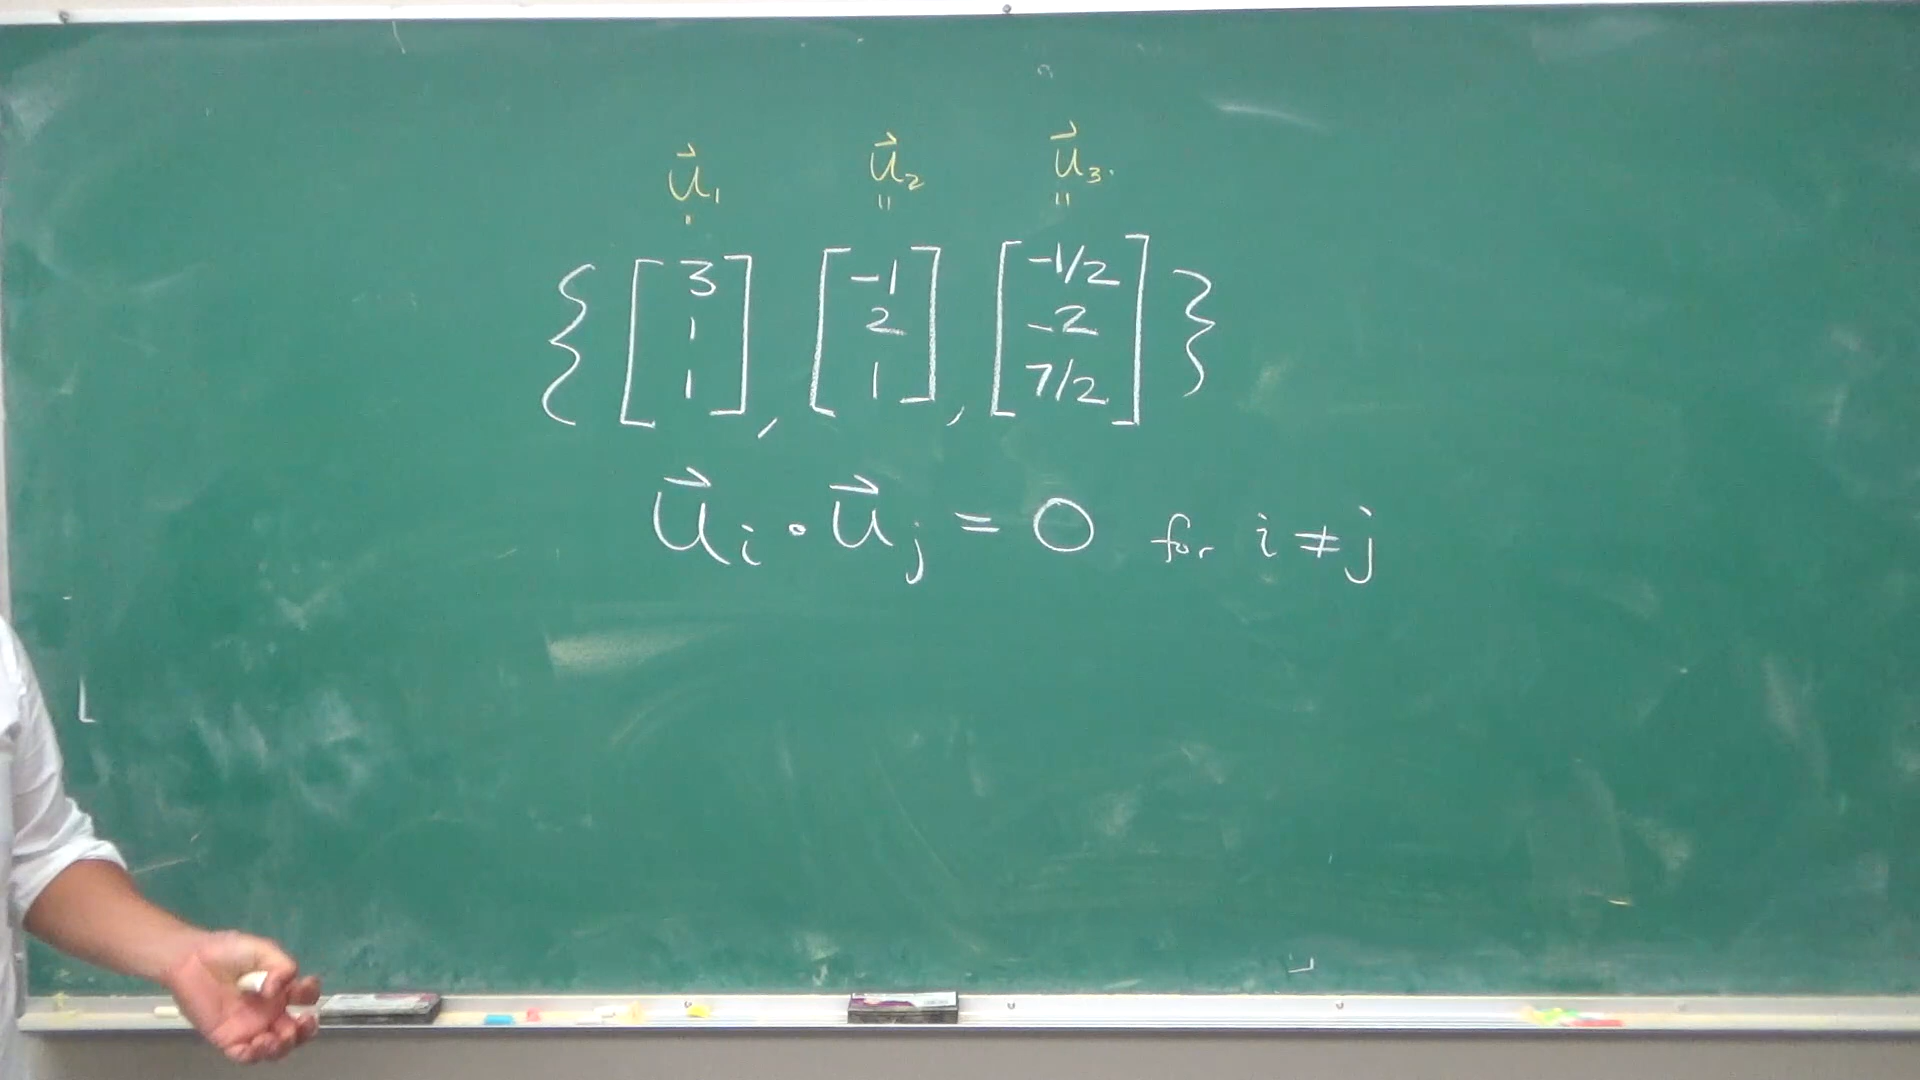 u⃗₁ u⃗₂ u⃗₃.
{ [3 1 1], [-1 2 1], [-1/2 -2 7/2] }
u⃗ᵢ · u⃗ⱼ = 0 for i ≠ j